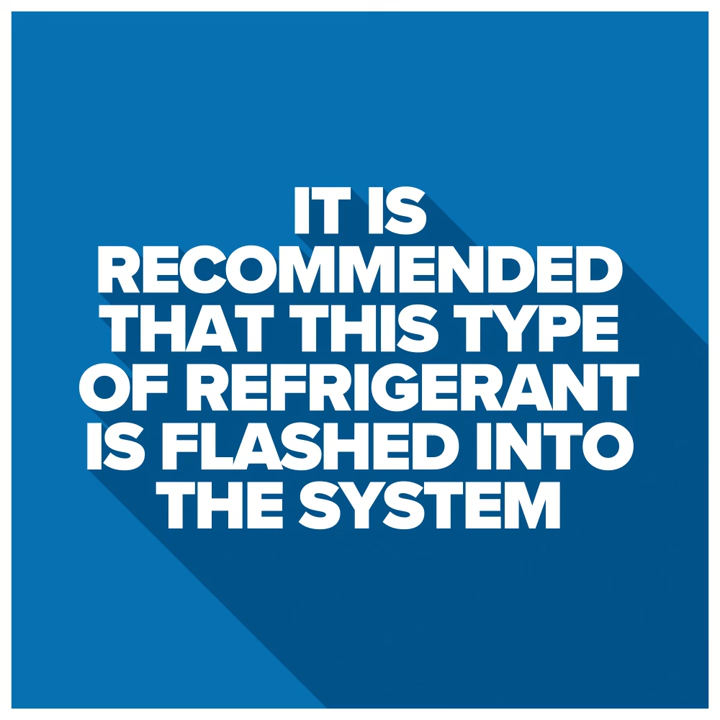 IT IS
RECOMMENDED
THAT THIS TYPE
OF REFRIGERANT
IS FLASHED INTO
THE SYSTEM